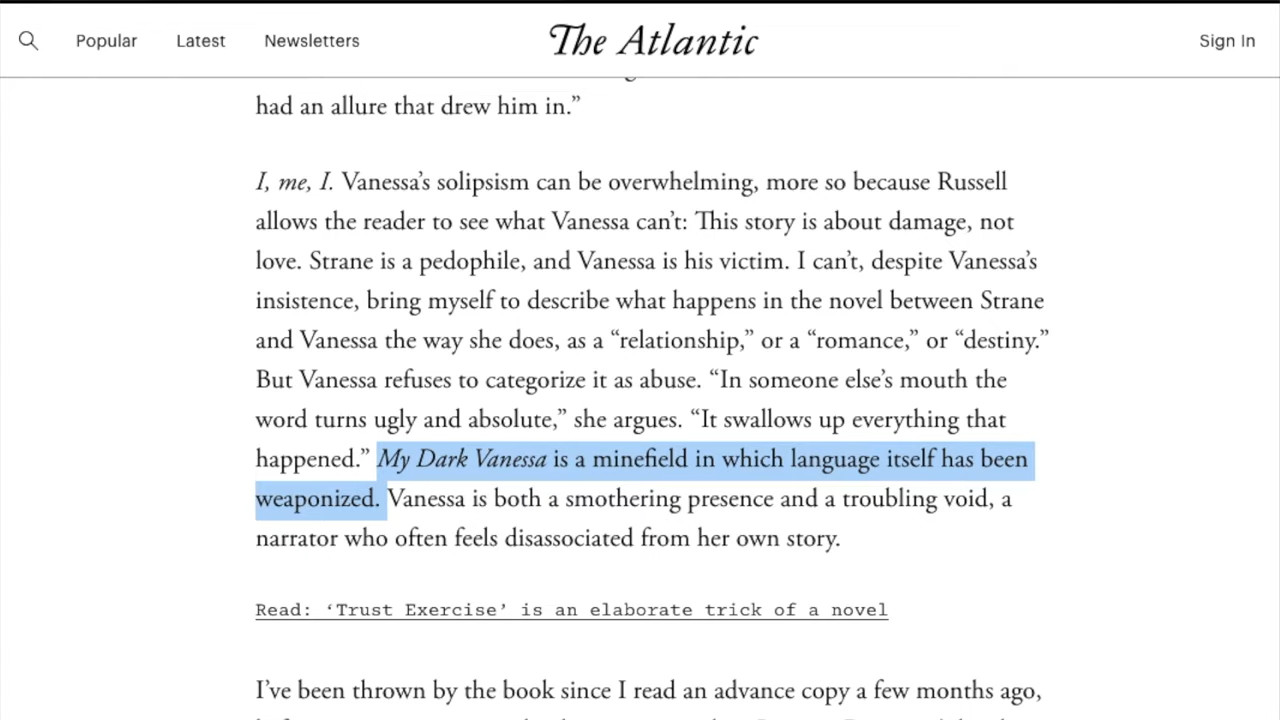 Popular
Latest
Newsletters
The Atlantic
Sign In
had an allure that drew him in.”
I, me, I. Vanessa’s solipsism can be overwhelming, more so because Russell
allows the reader to see what Vanessa can’t: This story is about damage, not
love. Strane is a pedophile, and Vanessa is his victim. I can’t, despite Vanessa’s
insistence, bring myself to describe what happens in the novel between Strane
and Vanessa the way she does, as a “relationship,” or a “romance,” or “destiny.”
But Vanessa refuses to categorize it as abuse. “In someone else’s mouth the
word turns ugly and absolute,” she argues. “It swallows up everything that
happened.” My Dark Vanessa is a minefield in which language itself has been
weaponized. Vanessa is both a smothering presence and a troubling void, a
narrator who often feels disassociated from her own story.
Read: ‘Trust Exercise’ is an elaborate trick of a novel
I’ve been thrown by the book since I read an advance copy a few months ago,